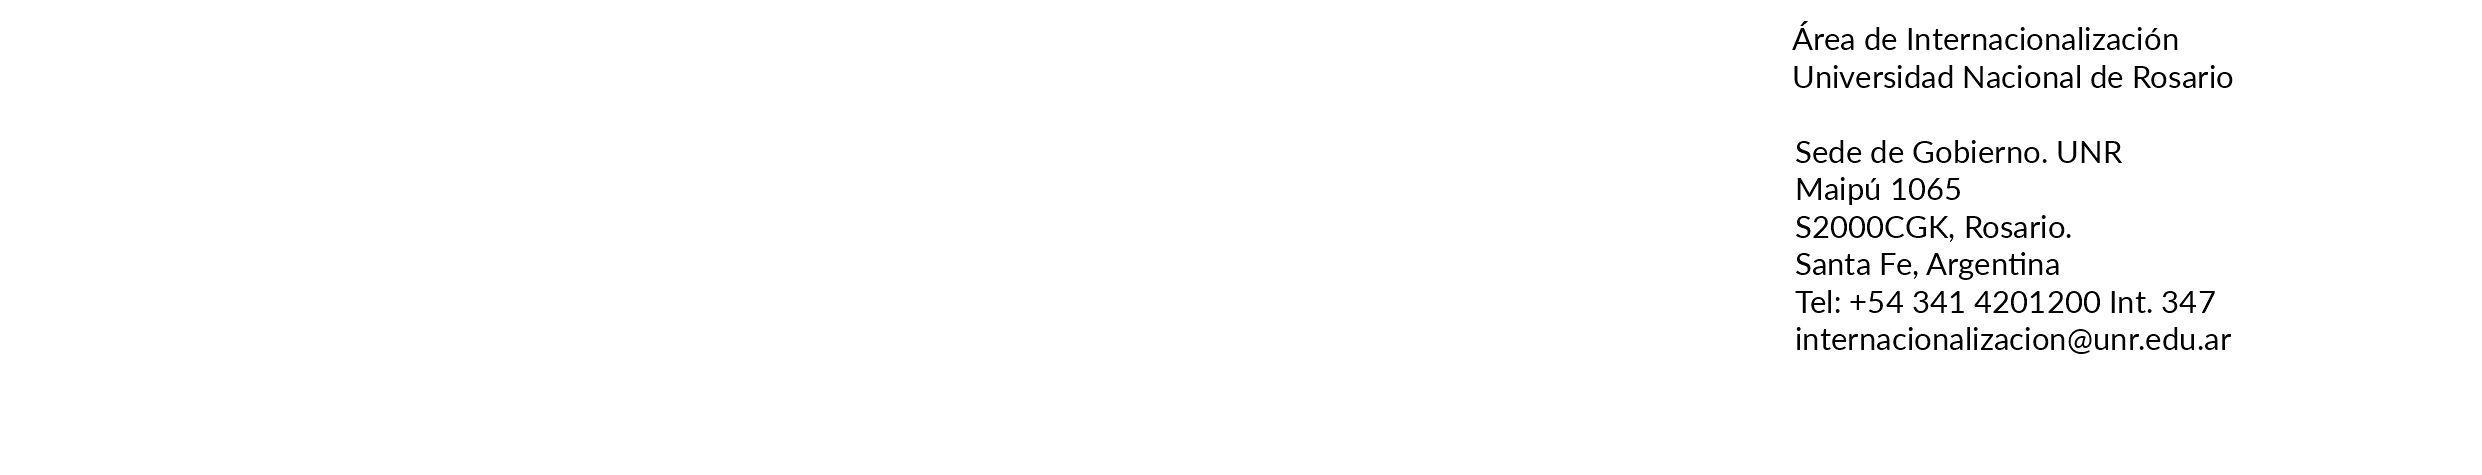 Área de Internacionalización
Universidad Nacional de Rosario
Sede de Gobierno. UNR
Maipú 1065
S2000CGK, Rosario.
Santa Fe, Argentina
Tel: +54 341 4201200 Int. 347
internacionalizacion@unr.edu.ar